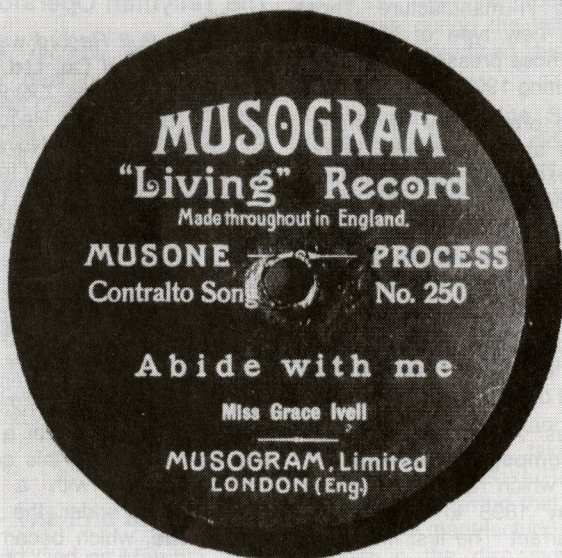 MUSOGRAM
"Living" Record
Made throughout in England.
MUSONE PROCESS
Contralto Song No. 250
Abide with me
Miss Grace Ivell
MUSOGRAM, Limited
LONDON (Eng.)